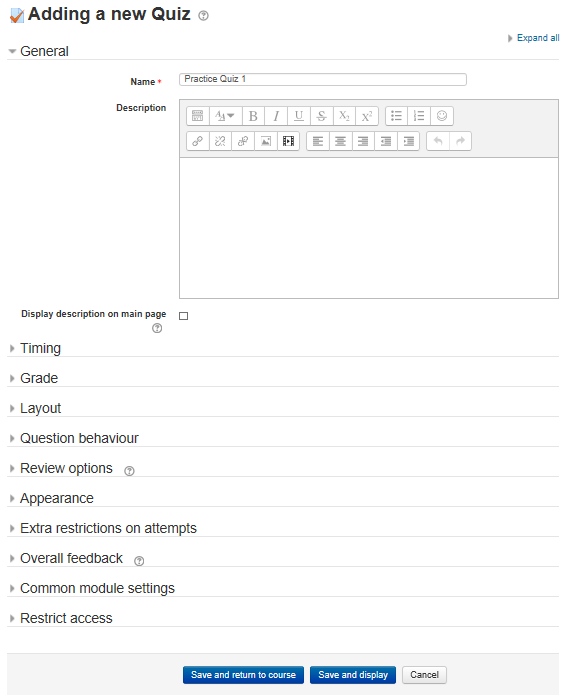 Adding a new Quiz
Expand all
General
Name *
Practice Quiz 1
Description
B I U S X₂ X²
Display description on main page
Timing
Grade
Layout
Question behaviour
Review options
Appearance
Extra restrictions on attempts
Overall feedback
Common module settings
Restrict access
Save and return to course Save and display Cancel